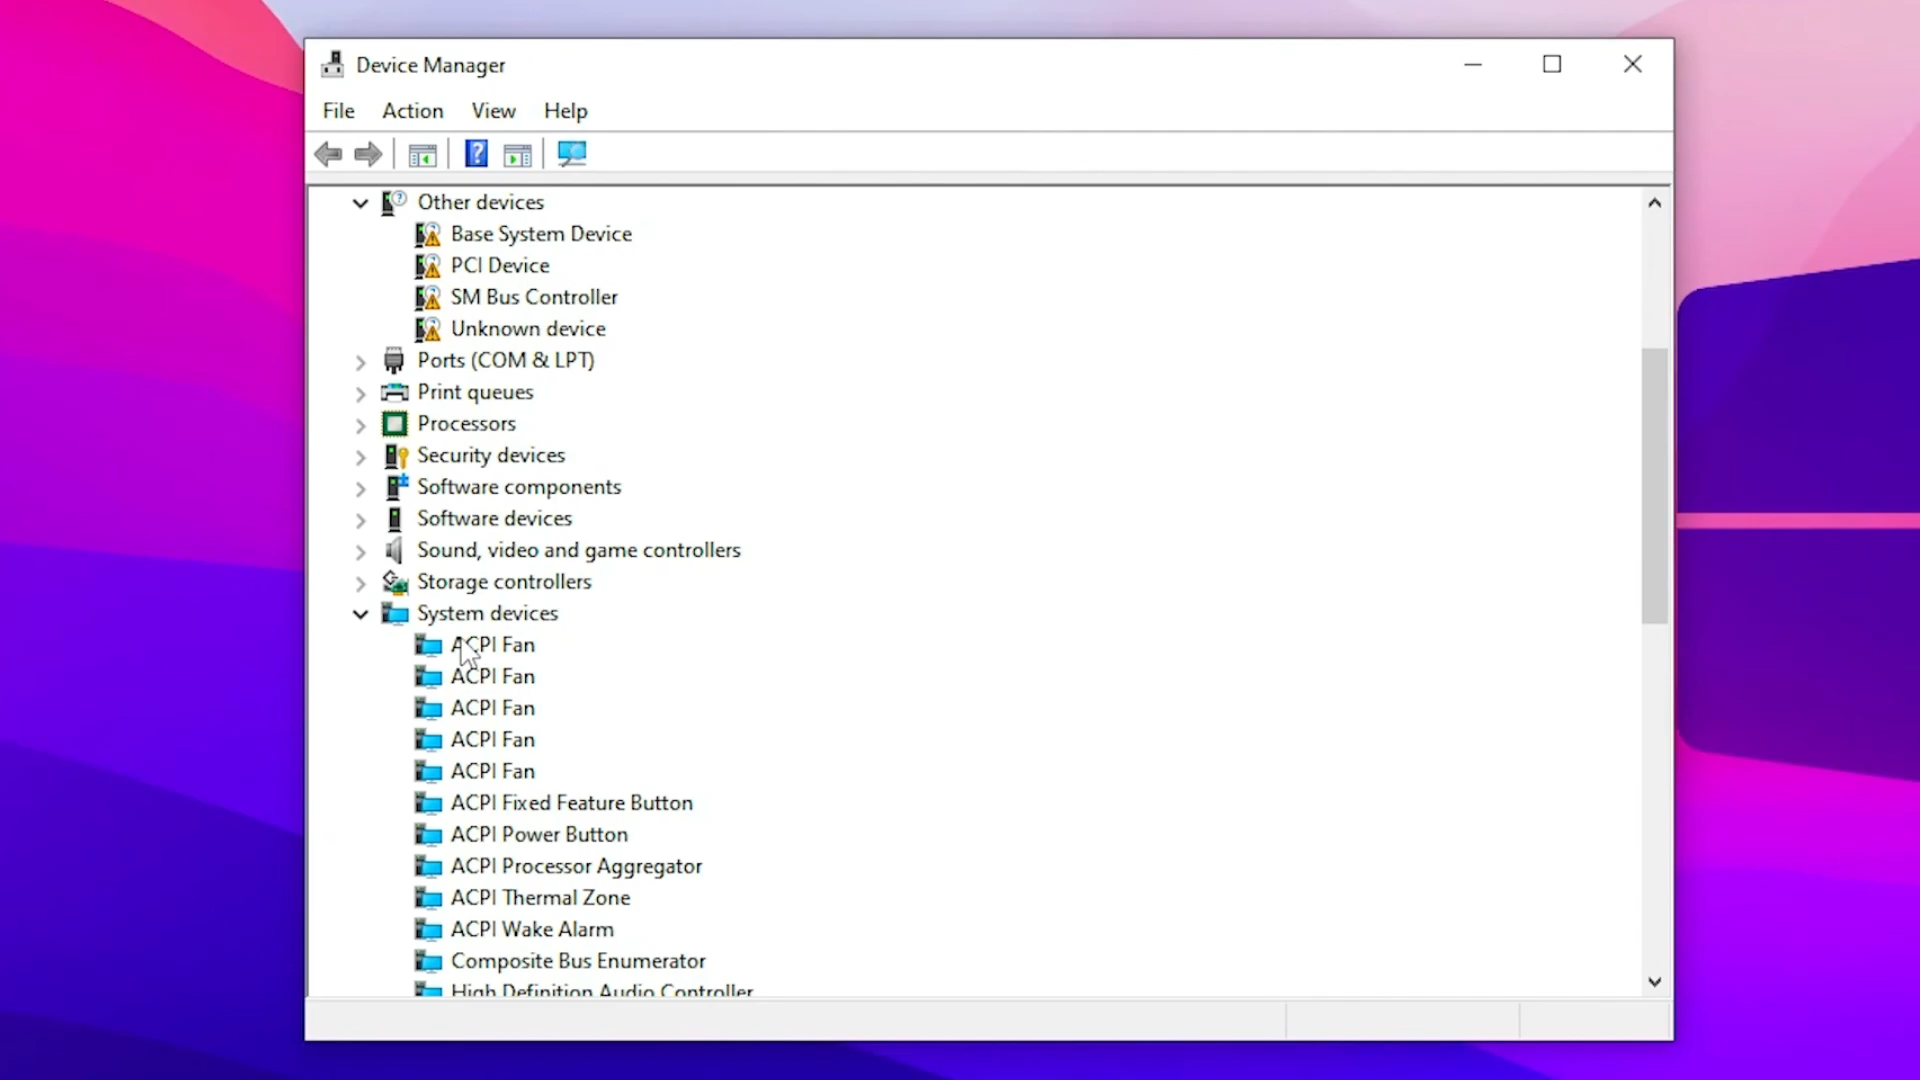 Device Manager
File Action View Help
Other devices
Base System Device
PCI Device
SM Bus Controller
Unknown device
Ports (COM & LPT)
Print queues
Processors
Security devices
Software components
Software devices
Sound, video and game controllers
Storage controllers
System devices
ACPI Fan
ACPI Fan
ACPI Fan
ACPI Fan
ACPI Fan
ACPI Fixed Feature Button
ACPI Power Button
ACPI Processor Aggregator
ACPI Thermal Zone
ACPI Wake Alarm
Composite Bus Enumerator
High Definition Audio Controller